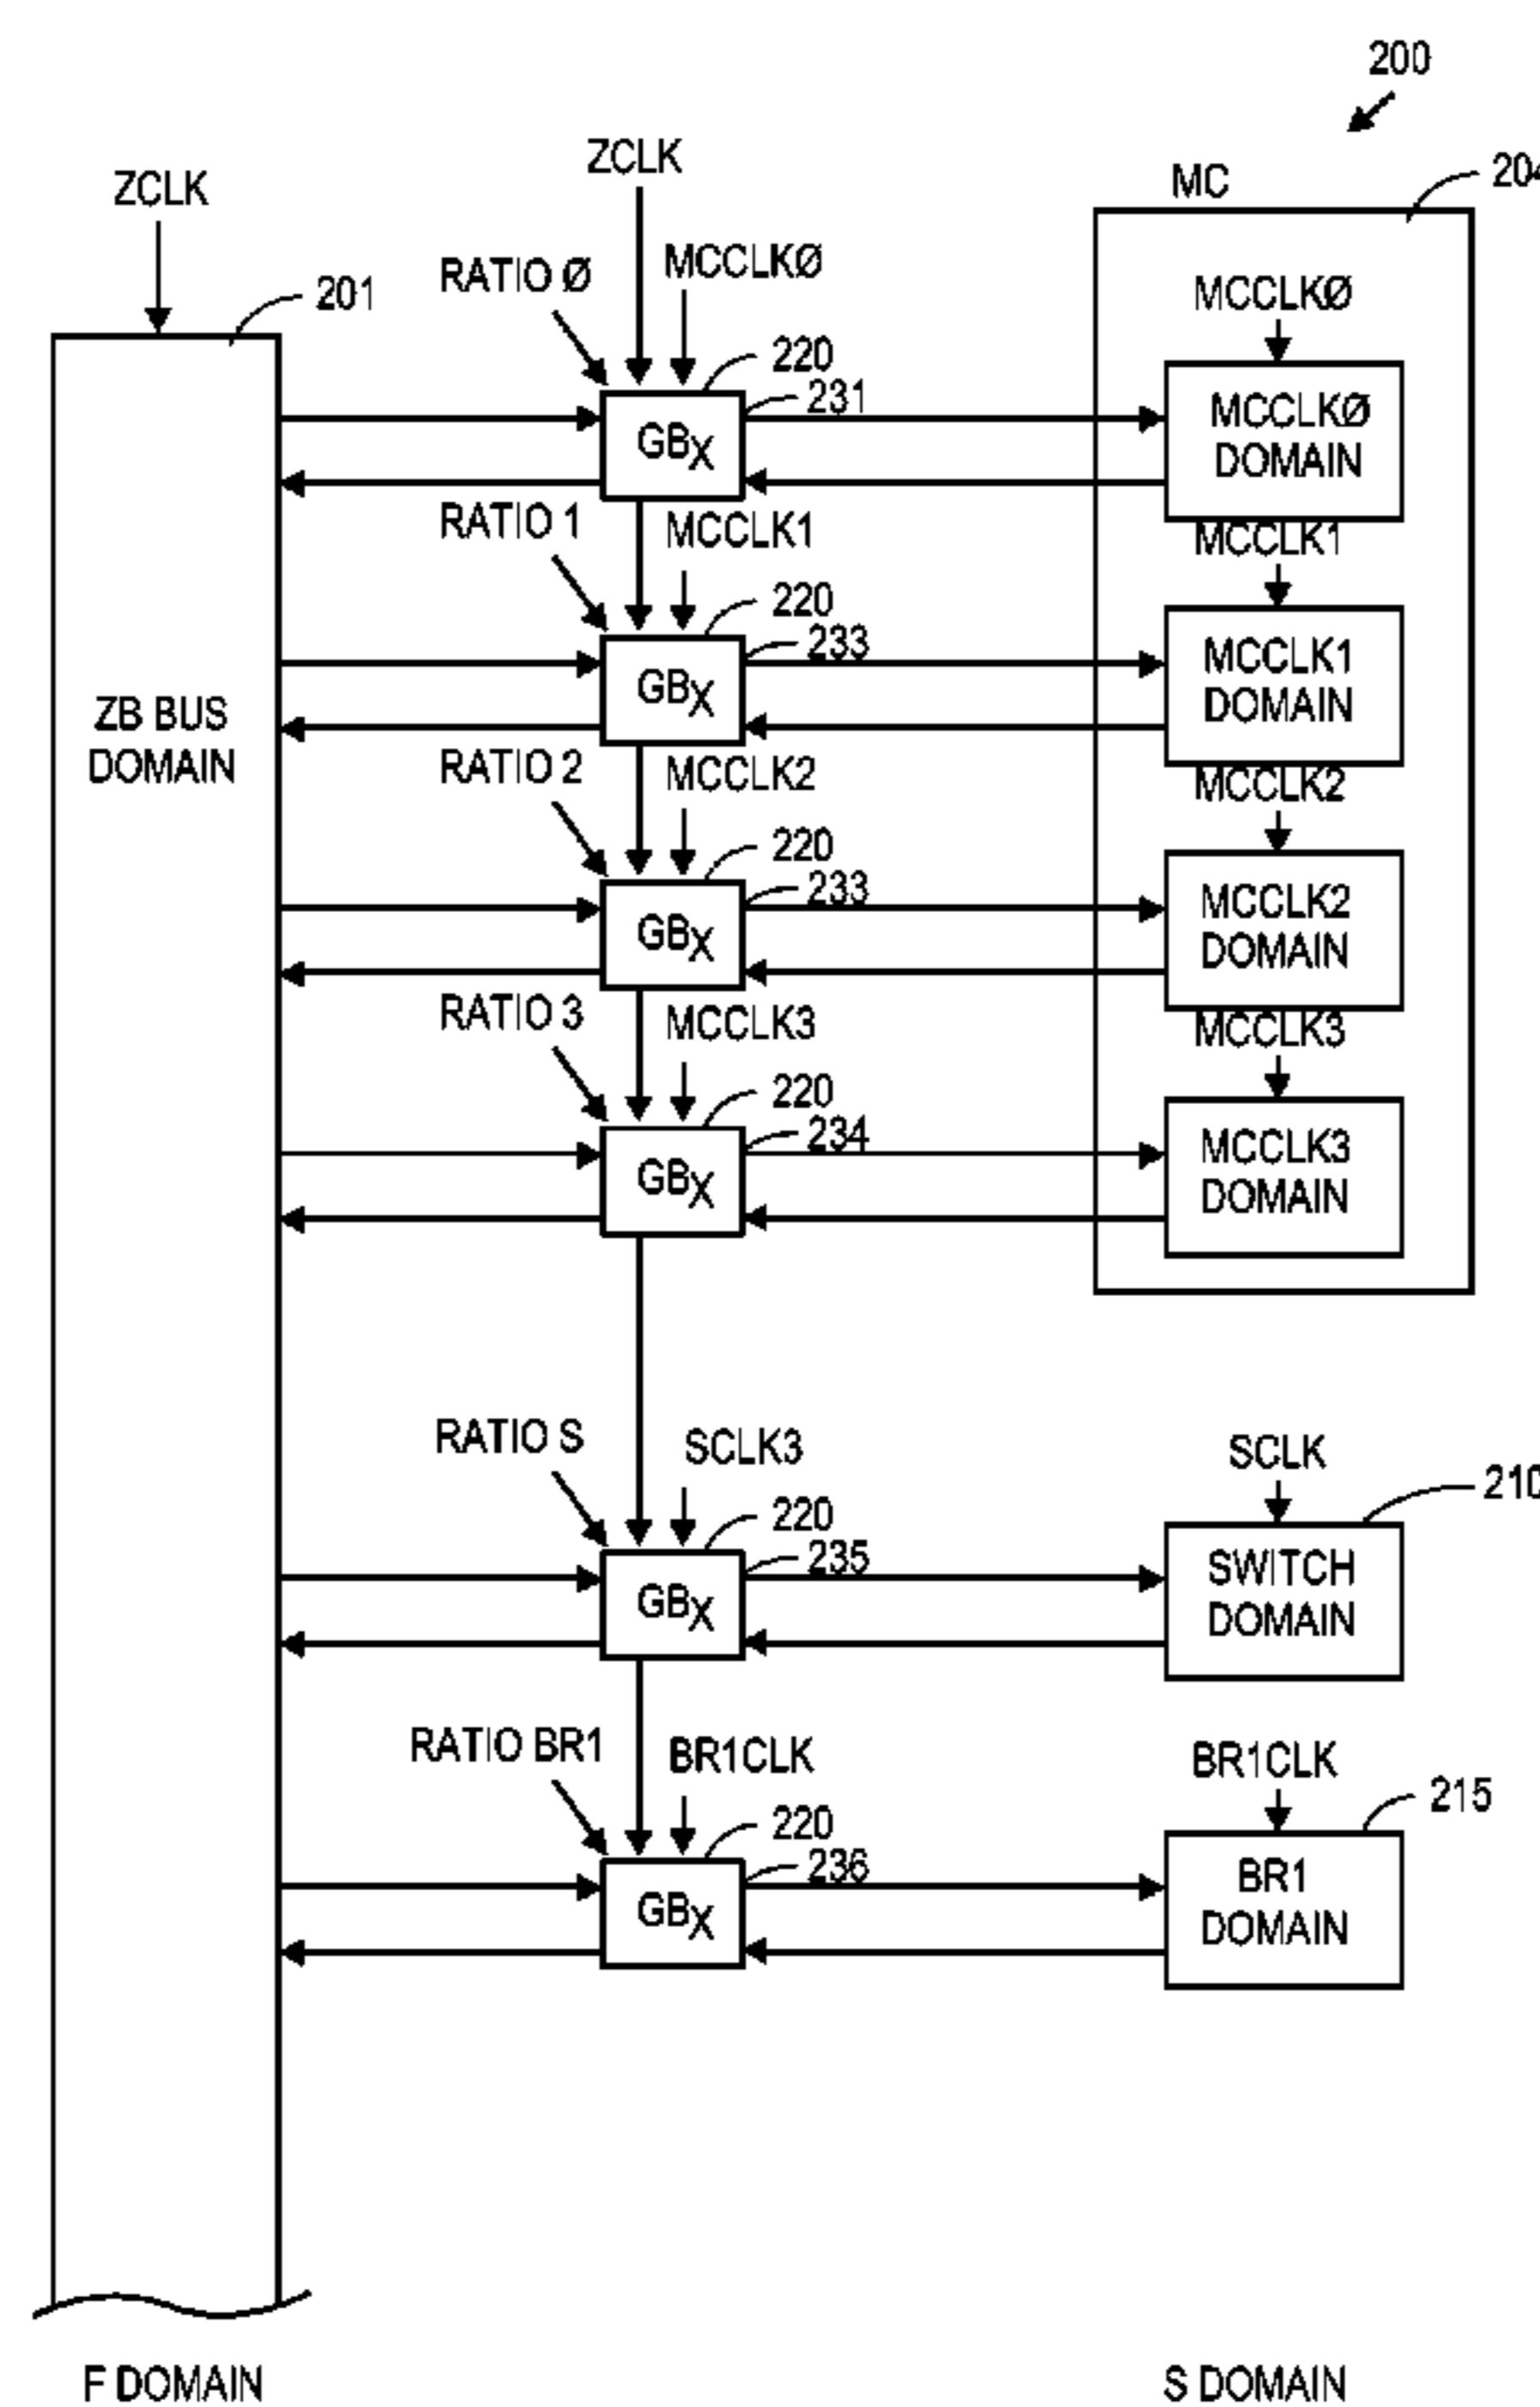 200
ZCLK
ZCLK
MC
204
RATIO Ø
MCCLKØ
MCCLKØ
201
220
231
GBX
MCCLKØ
DOMAIN
RATIO 1
MCCLK1
MCCLK1
220
233
GBX
MCCLK1
DOMAIN
ZB BUS
DOMAIN
RATIO 2
MCCLK2
MCCLK2
220
233
GBX
MCCLK2
DOMAIN
RATIO 3
MCCLK3
MCCLK3
220
234
GBX
MCCLK3
DOMAIN
RATIO S
SCLK3
SCLK
210
220
235
GBX
SWITCH
DOMAIN
RATIO BR1
BR1CLK
BR1CLK
215
220
236
GBX
BR1
DOMAIN
F DOMAIN
S DOMAIN